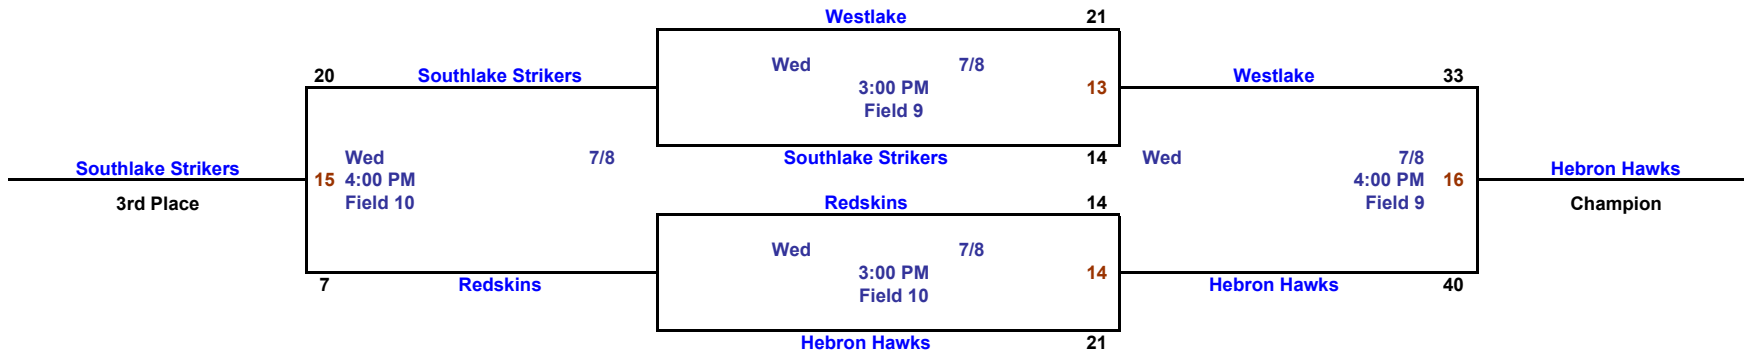 Westlake 21
Wed 7/8
20 Southlake Strikers
Westlake 33
3:00 PM 13
Field 9
Southlake Strikers 14
Wed 7/8
Wed 7/8
Southlake Strikers
15 4:00 PM
4:00 PM 16
Hebron Hawks
3rd Place
Field 10
Redskins 14
Field 9
Champion
Wed 7/8
3:00 PM 14
7 Redskins
Hebron Hawks 40
Field 10
Hebron Hawks 21